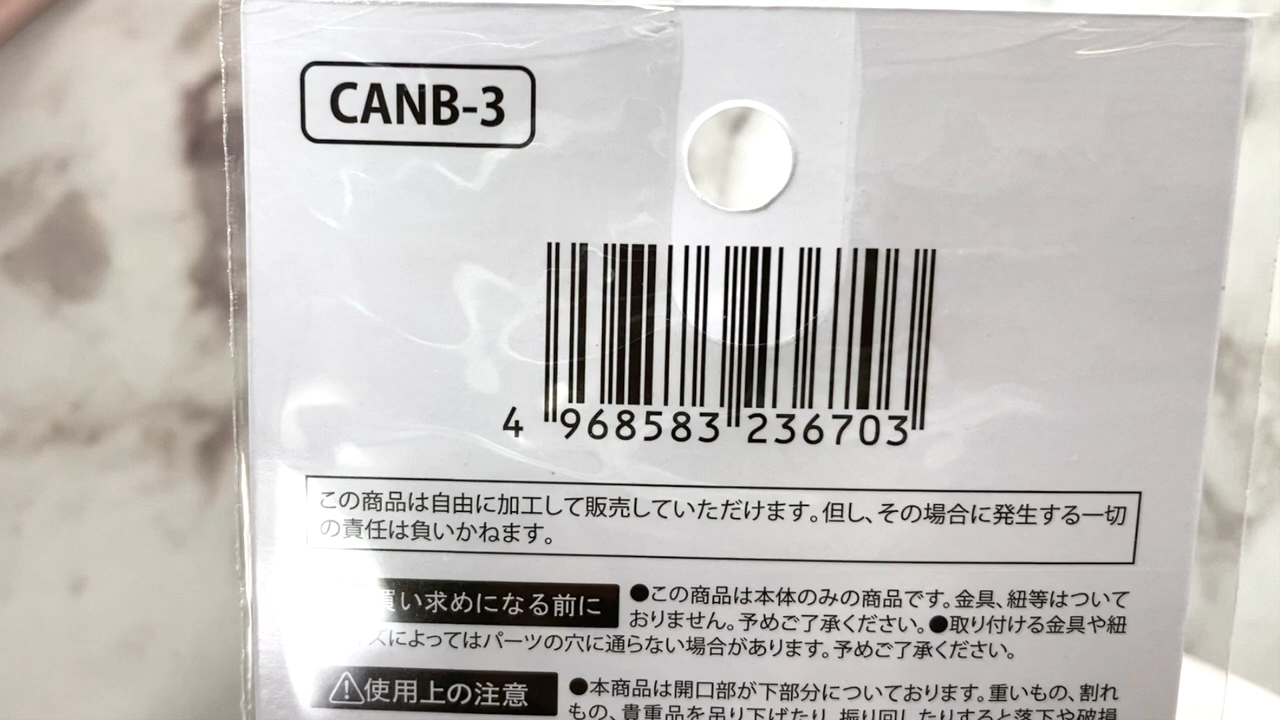 CANB-3
4 968583 236703
この商品は自由に加工して販売していただけます。但し、その場合に発生する一切
の責任は負いかねます。
買い求めになる前に ●この商品は本体のみの商品です。金具、紐等はついて
おりません。予めご了承ください。●取り付ける金具や紐
ズによってはパーツの穴に通らない場合があります。予めご了承ください。
⚠使用上の注意 ●本商品は開口部が下部分についております。重いもの、割れ
もの、貴重品を吊り下げたり、振り回したりすると落下や破損